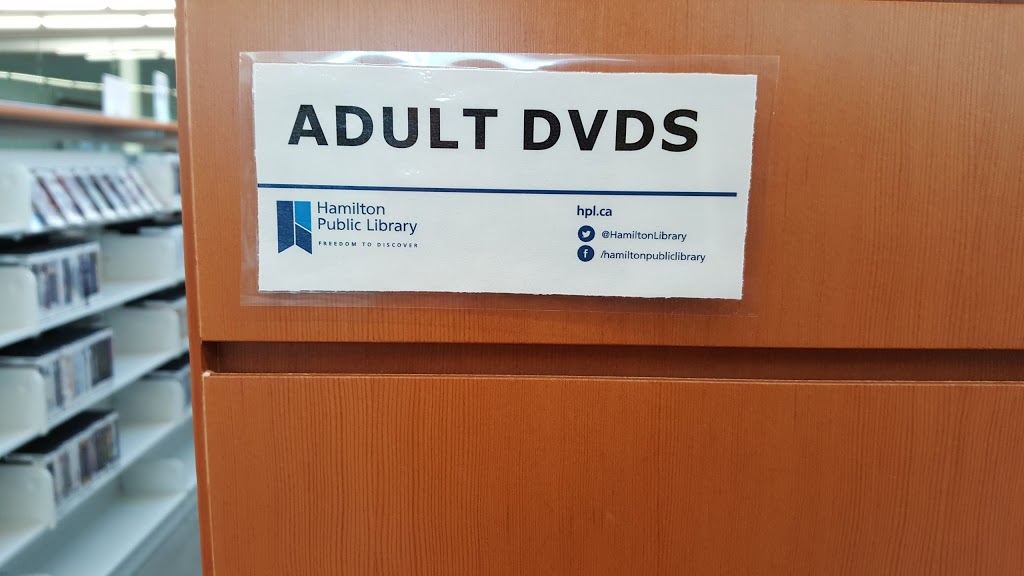 ADULT DVDS
Hamilton
Public Library
FREEDOM TO DISCOVER
hpl.ca
@HamiltonLibrary
/hamiltonpubliclibrary